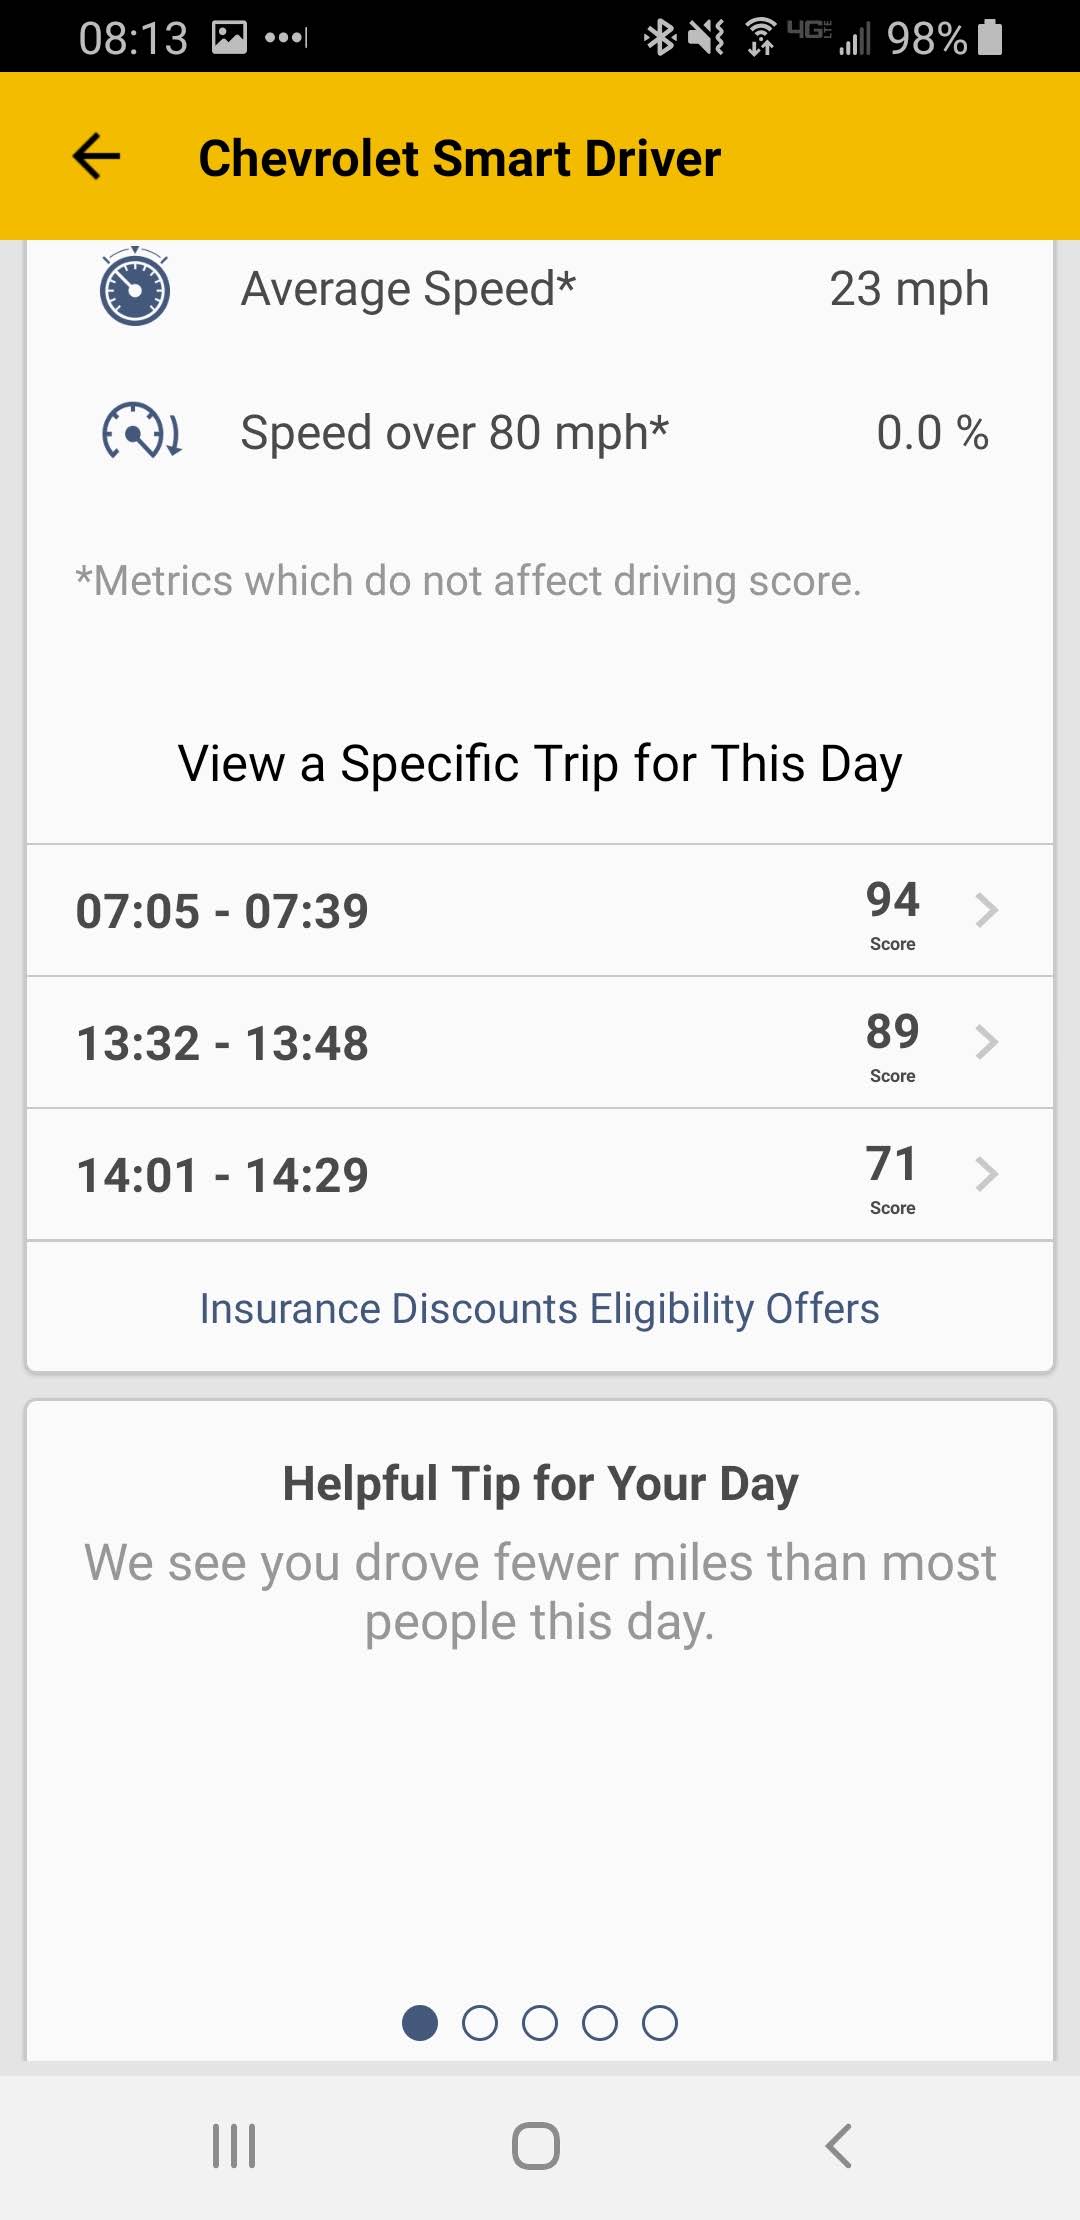 08:13
4G LTE
98%
Chevrolet Smart Driver
Average Speed* 23 mph
Speed over 80 mph* 0.0 %
*Metrics which do not affect driving score.
View a Specific Trip for This Day
07:05 - 07:39 94
Score
13:32 - 13:48 89
Score
14:01 - 14:29 71
Score
Insurance Discounts Eligibility Offers
Helpful Tip for Your Day
We see you drove fewer miles than most
people this day.